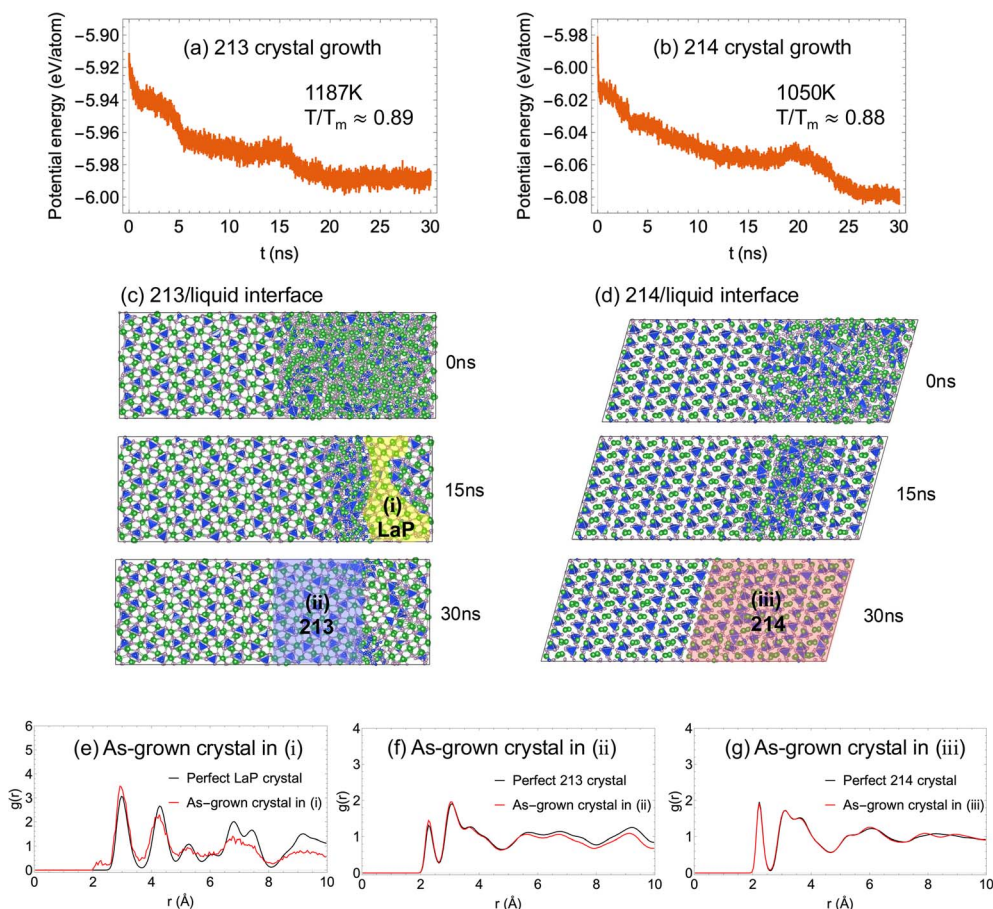 (a) 213 crystal growth
1187K
T/Tm ≈ 0.89
Potential energy (eV/atom)
−5.90
−5.92
−5.94
−5.96
−5.98
−6.00
0 5 10 15 20 25 30
t (ns)
(b) 214 crystal growth
1050K
T/Tm ≈ 0.88
Potential energy (eV/atom)
−5.98
−6.00
−6.02
−6.04
−6.06
−6.08
0 5 10 15 20 25 30
t (ns)
(c) 213/liquid interface
0ns
(i)
LaP
15ns
(ii)
213
30ns
(d) 214/liquid interface
0ns
15ns
(iii)
214
30ns
(e) As-grown crystal in (i)
Perfect LaP crystal
As−grown crystal in (i)
g(r)
6
5
4
3
2
1
0
0 2 4 6 8 10
r (Å)
(f) As-grown crystal in (ii)
Perfect 213 crystal
As−grown crystal in (ii)
g(r)
4
3
2
1
0
0 2 4 6 8 10
r (Å)
(g) As-grown crystal in (iii)
Perfect 214 crystal
As−grown crystal in (iii)
g(r)
4
3
2
1
0
0 2 4 6 8 10
r (Å)